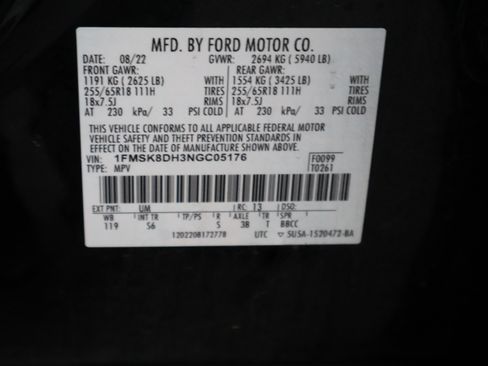 MFD. BY FORD MOTOR CO.
DATE: 08/22 GVWR: 2694 KG ( 5940 LB)
FRONT GAWR: REAR GAWR:
1191 KG ( 2625 LB) 1554 KG ( 3425 LB)
255/65R18 111H TIRES 255/65R18 111H TIRES
18x7.5J RIMS 18x7.5J RIMS
AT 230 kPa/ 33 PSI COLD AT 230 kPa/ 33 PSI COLD
THIS VEHICLE CONFORMS TO ALL APPLICABLE FEDERAL MOTOR
VEHICLE SAFETY AND THEFT PREVENTION STANDARDS IN
EFFECT ON THE DATE OF MANUFACTURE SHOWN ABOVE.
VIN: 1FMSK8DH3NGC05176 F0099
TYPE: MPV T0261
EXT PNT: UM RC: 13 DSO:
WB INT TR TP/PS R AXLE TR SPR
119 S6 S 3B T BBCC
1202208172778 UTC ▽ 5USA-1520472-BA